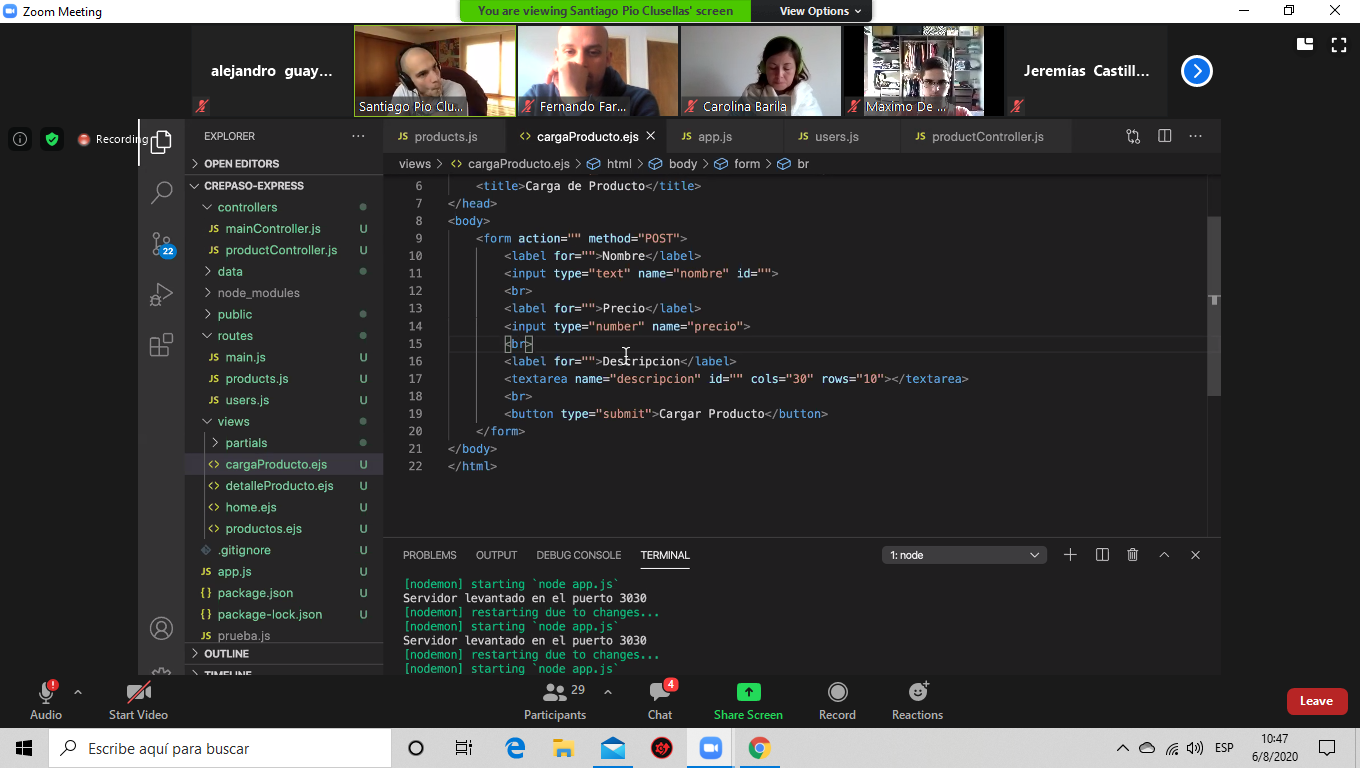 Zoom Meeting
You are viewing Santiago Pio Clusellas' screen
View Options
alejandro guay...
Santiago Pio Clu...
Fernando Far...
Carolina Barila
Maximo De ...
Jeremías Castill...
Recording
EXPLORER
OPEN EDITORS
CREPASO-EXPRESS
controllers
JS mainController.js U
JS productController.js U
data
node_modules
public
routes
JS main.js U
JS products.js U
JS users.js U
views
partials
<> cargaProducto.ejs U
<> detalleProducto.ejs U
<> home.ejs U
<> productos.ejs U
.gitignore U
JS app.js U
{} package.json U
{} package-lock.json U
JS prueba.js
OUTLINE
TIMELINE
22
JS products.js
<> cargaProducto.ejs
JS app.js
JS users.js
JS productController.js
views > <> cargaProducto.ejs > html > body > form > br
6 <title>Carga de Producto</title>
7 </head>
8 <body>
9 <form action="" method="POST">
10 <label for="">Nombre</label>
11 <input type="text" name="nombre" id="">
12 <br>
13 <label for="">Precio</label>
14 <input type="number" name="precio">
15 <br>
16 <label for="">Descripcion</label>
17 <textarea name="descripcion" id="" cols="30" rows="10"></textarea>
18 <br>
19 <button type="submit">Cargar Producto</button>
20 </form>
21 </body>
22 </html>
PROBLEMS OUTPUT DEBUG CONSOLE TERMINAL
1: node
[nodemon] starting `node app.js`
Servidor levantado en el puerto 3030
[nodemon] restarting due to changes...
[nodemon] starting `node app.js`
Servidor levantado en el puerto 3030
[nodemon] restarting due to changes...
[nodemon] starting `node app.js`
Audio
Start Video
29
Participants
4
Chat
Share Screen
Record
Reactions
Leave
Escribe aquí para buscar
ESP
10:47
6/8/2020